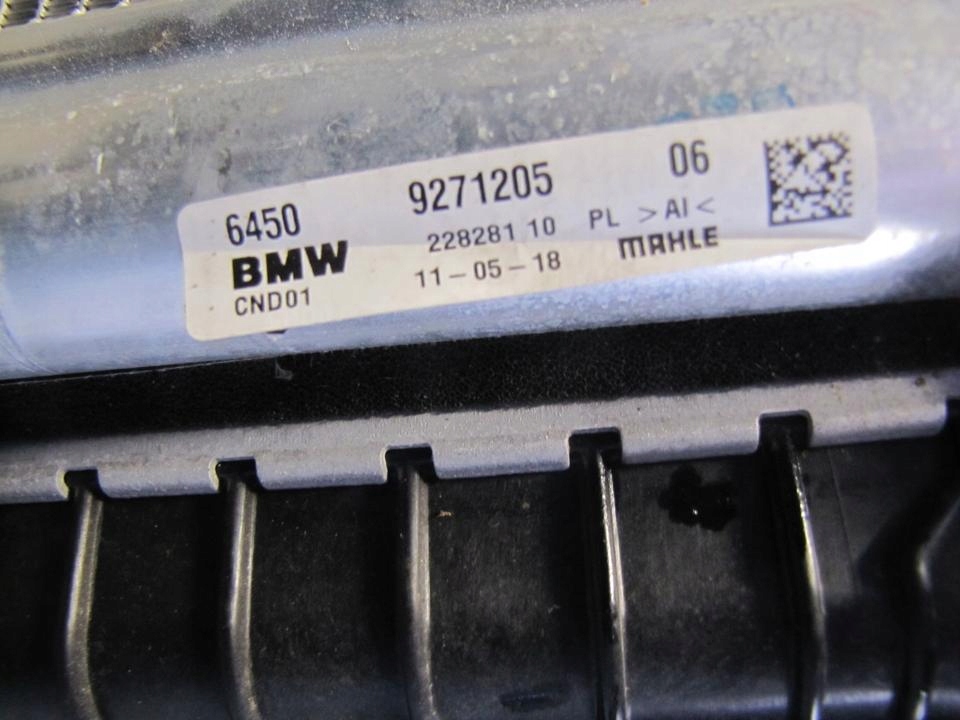 6450 9271205 06
BMW 228281 10 PL >AI<
CND01 11-05-18 MAHLE